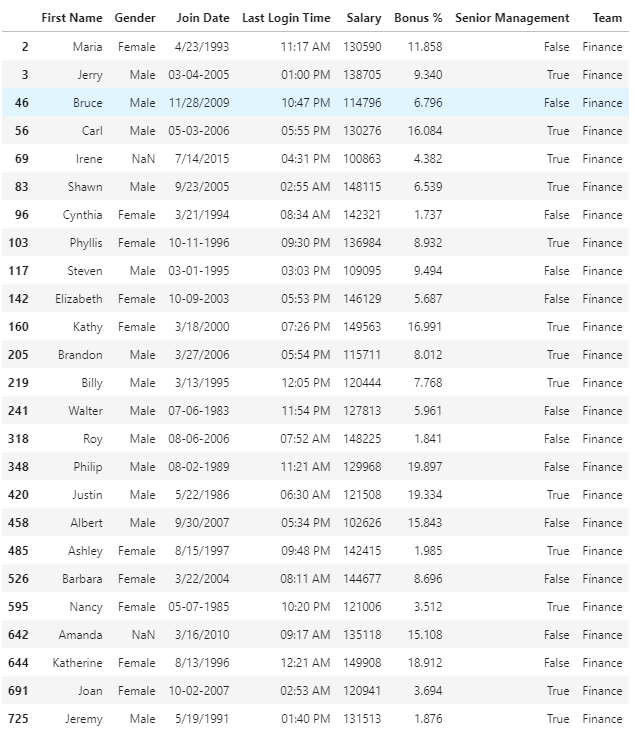 First Name Gender Join Date Last Login Time Salary Bonus % Senior Management Team
2 Maria Female 4/23/1993 11:17 AM 130590 11.858 False Finance
3 Jerry Male 03-04-2005 01:00 PM 138705 9.340 True Finance
46 Bruce Male 11/28/2009 10:47 PM 114796 6.796 False Finance
56 Carl Male 05-03-2006 05:55 PM 130276 16.084 True Finance
69 Irene NaN 7/14/2015 04:31 PM 100863 4.382 True Finance
83 Shawn Male 9/23/2005 02:55 AM 148115 6.539 True Finance
96 Cynthia Female 3/21/1994 08:34 AM 142321 1.737 False Finance
103 Phyllis Female 10-11-1996 09:30 PM 136984 8.932 True Finance
117 Steven Male 03-01-1995 03:03 PM 109095 9.494 False Finance
142 Elizabeth Female 10-09-2003 05:53 PM 146129 5.687 False Finance
160 Kathy Female 3/18/2000 07:26 PM 149563 16.991 True Finance
205 Brandon Male 3/27/2006 05:54 PM 115711 8.012 True Finance
219 Billy Male 3/13/1995 12:05 PM 120444 7.768 True Finance
241 Walter Male 07-06-1983 11:54 PM 127813 5.961 False Finance
318 Roy Male 08-06-2006 07:52 AM 148225 1.841 False Finance
348 Philip Male 08-02-1989 11:21 AM 129968 19.897 False Finance
420 Justin Male 5/22/1986 06:30 AM 121508 19.334 True Finance
458 Albert Male 9/30/2007 05:34 PM 102626 15.843 False Finance
485 Ashley Female 8/15/1997 09:48 PM 142415 1.985 True Finance
526 Barbara Female 3/22/2004 08:11 AM 144677 8.696 False Finance
595 Nancy Female 05-07-1985 10:20 PM 121006 3.512 True Finance
642 Amanda NaN 3/16/2010 09:17 AM 135118 15.108 False Finance
644 Katherine Female 8/13/1996 12:21 AM 149908 18.912 False Finance
691 Joan Female 10-02-2007 02:53 AM 120941 3.694 True Finance
725 Jeremy Male 5/19/1991 01:40 PM 131513 1.876 True Finance